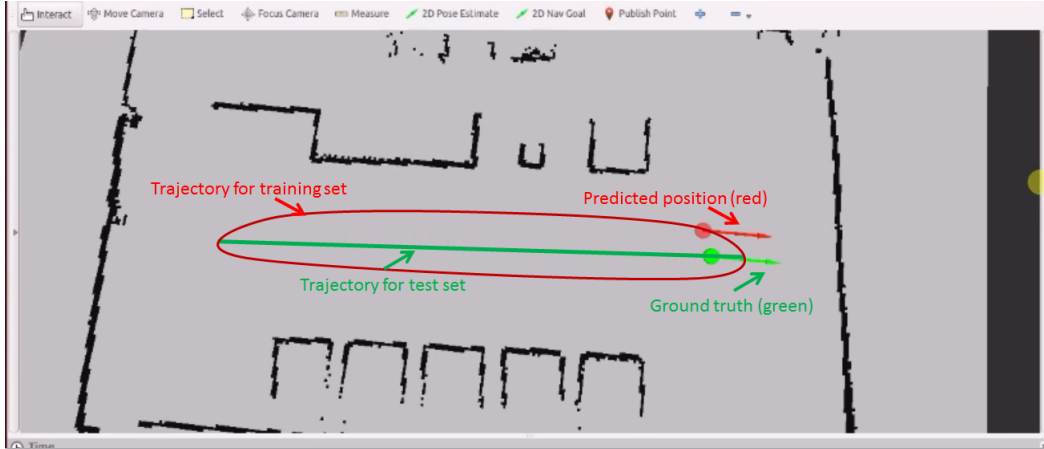 Interact Move Camera Select Focus Camera Measure 2D Pose Estimate 2D Nav Goal Publish Point
Trajectory for training set
Predicted position (red)
Trajectory for test set
Ground truth (green)
Time